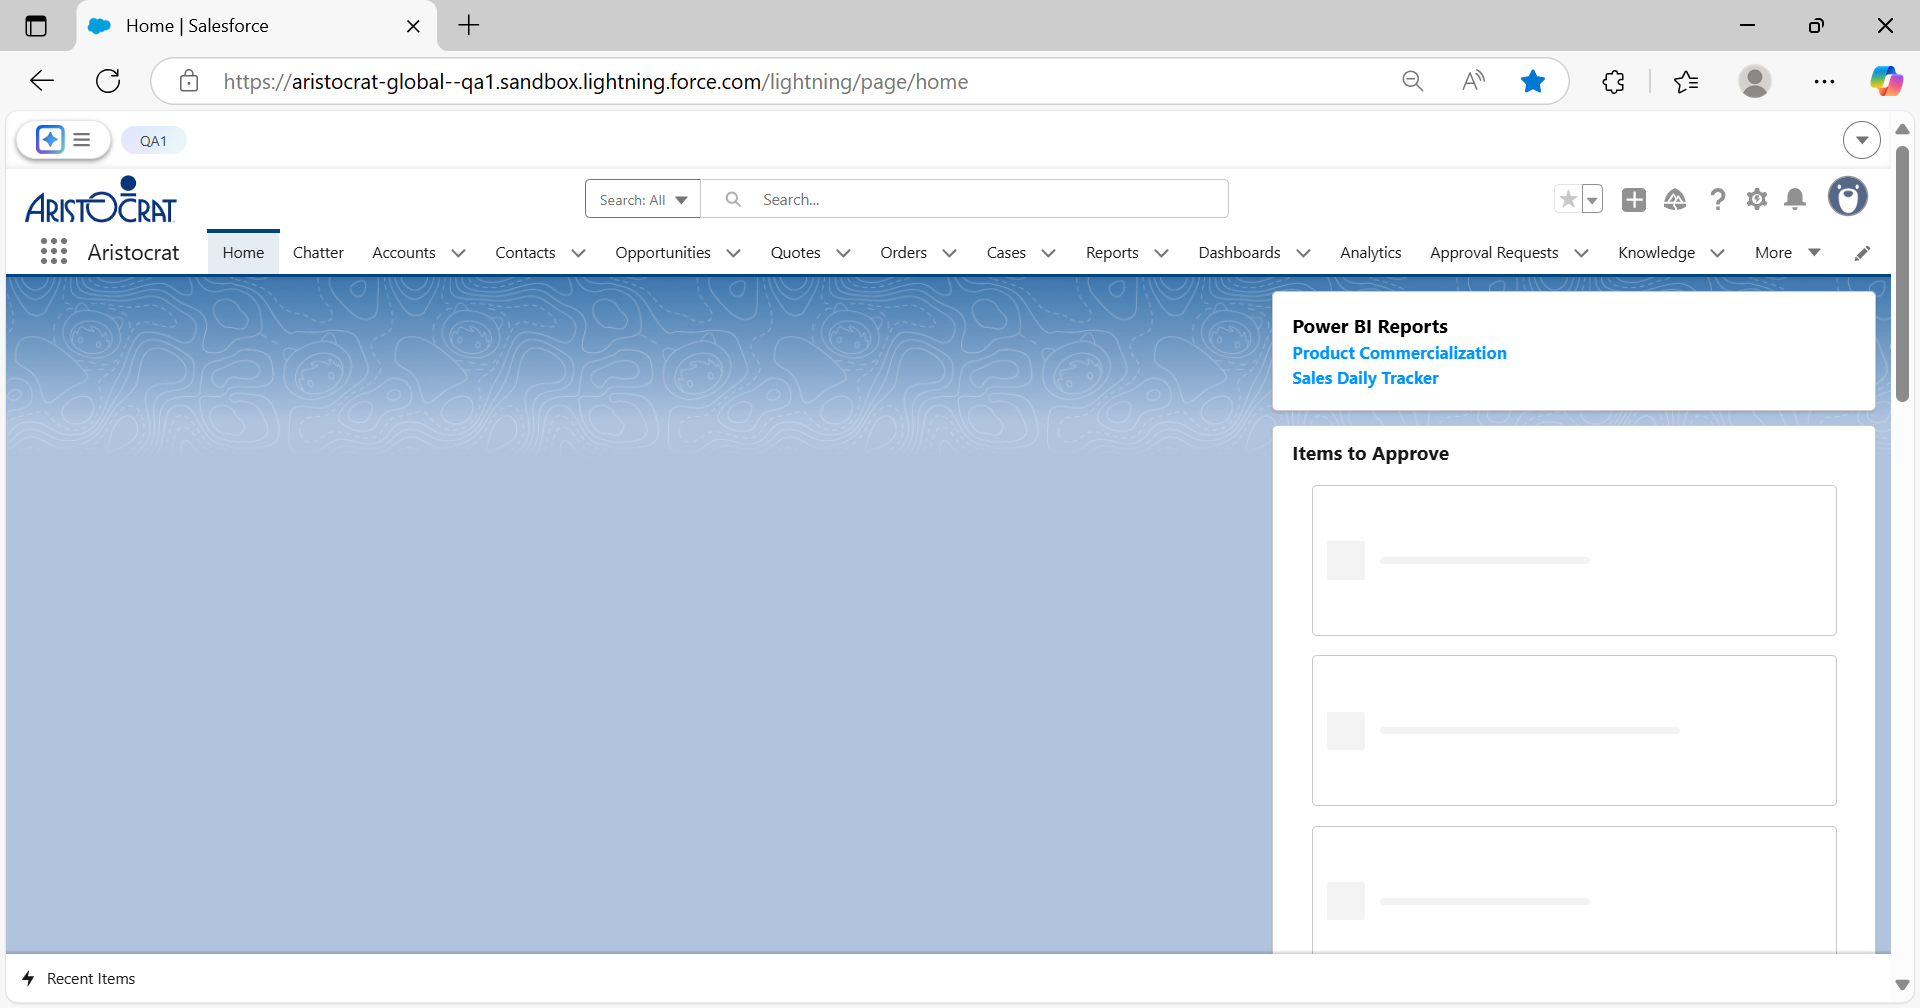 Home | Salesforce
https://aristocrat-global--qa1.sandbox.lightning.force.com/lightning/page/home
QA1
ARISTOCRAT
Search: All
Search...
Aristocrat
Home
Chatter
Accounts
Contacts
Opportunities
Quotes
Orders
Cases
Reports
Dashboards
Analytics
Approval Requests
Knowledge
More
Power BI Reports
Product Commercialization
Sales Daily Tracker
Items to Approve
Recent Items